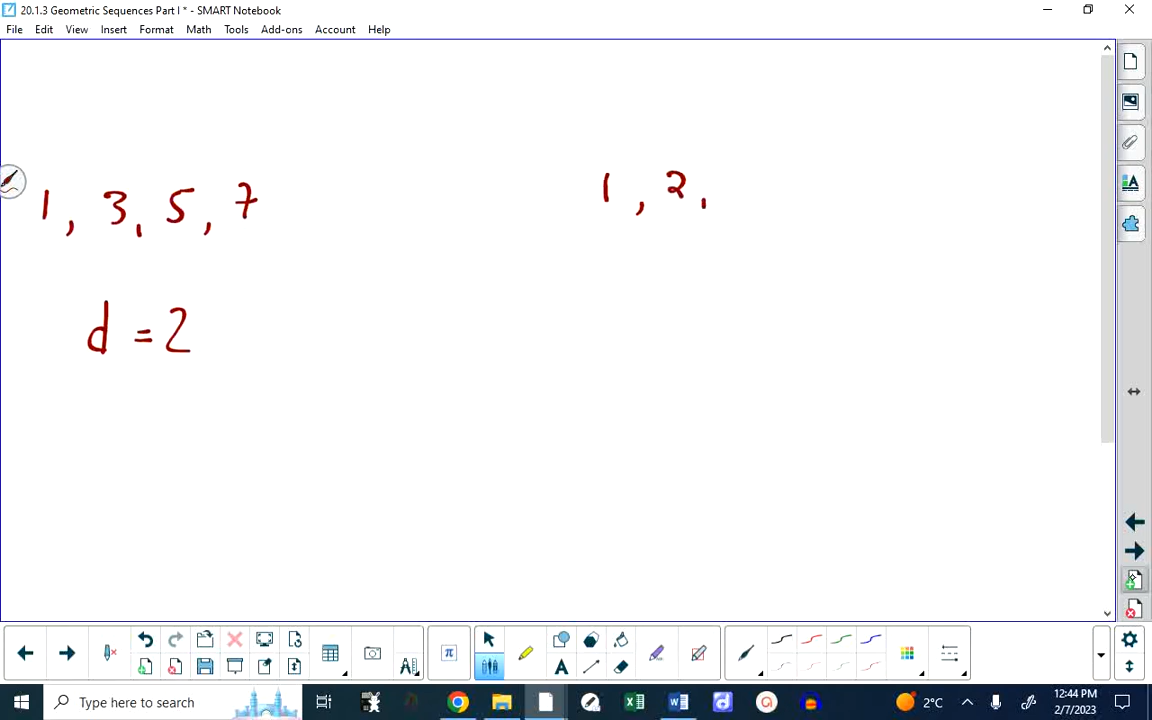 20.1.3 Geometric Sequences Part I * - SMART Notebook
File Edit View Insert Format Math Tools Add-ons Account Help
1, 3, 5, 7
1, 2,
d = 2
π
A
Type here to search
2°C
12:44 PM
2/7/2023